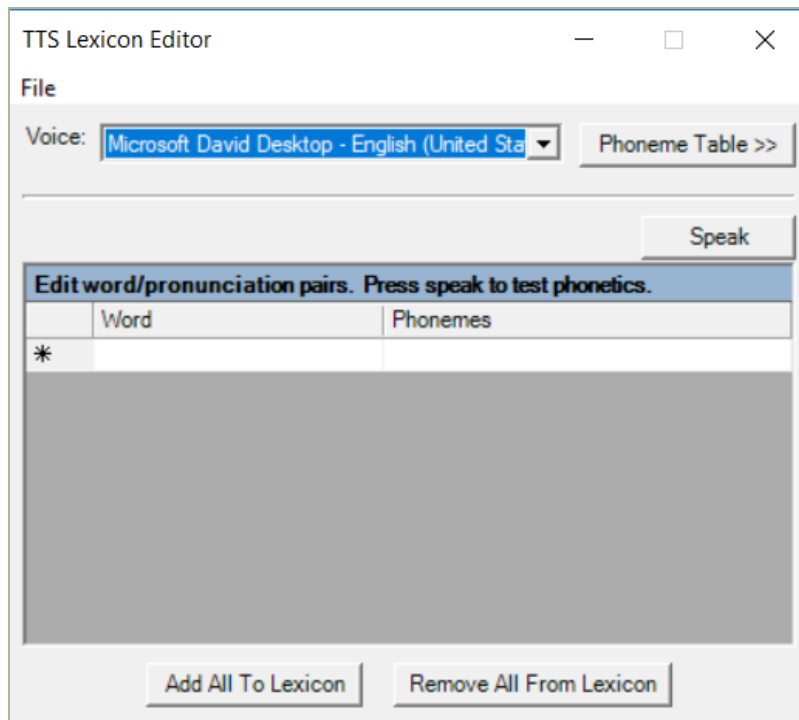 TTS Lexicon Editor
File
Voice: Microsoft David Desktop - English (United Sta Phoneme Table >>
Speak
Edit word/pronunciation pairs. Press speak to test phonetics.
Word Phonemes
*
Add All To Lexicon Remove All From Lexicon